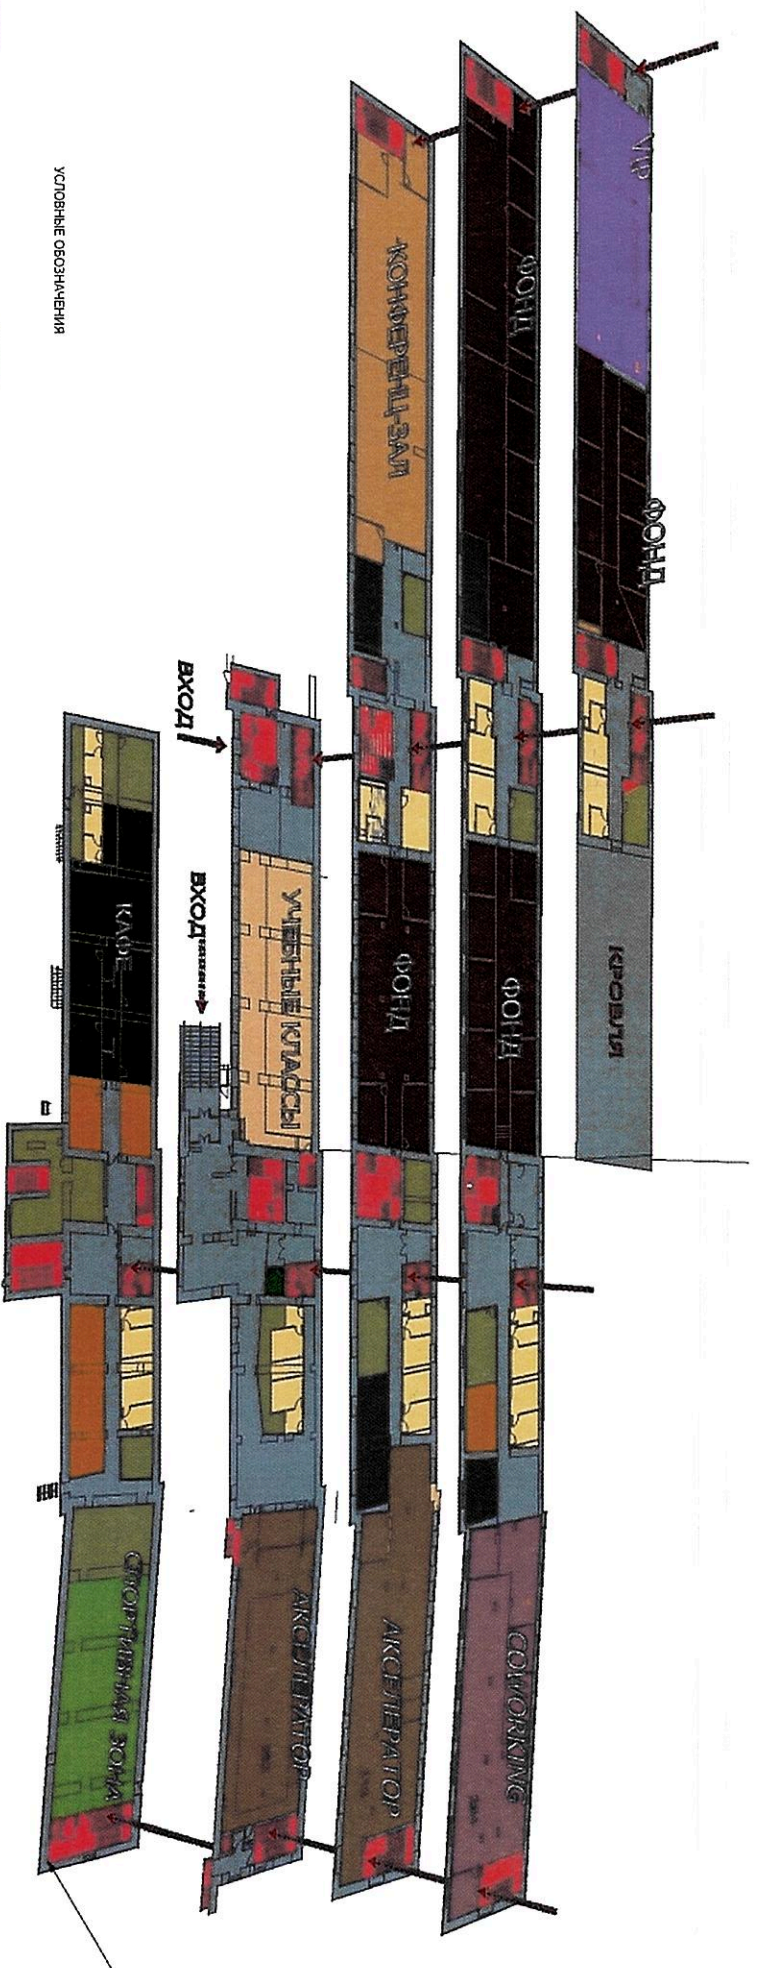 VIP
ФОНД
КРОВЛЯ
ФОНД
ФОНД
COWORKING
КОНФЕРЕНЦ-ЗАЛ
ФОНД
АКСЕЛЕРАТОР
УЧЕБНЫЕ КЛАССЫ
АКСЕЛЕРАТОР
ВХОД
ВХОД
КАФЕ
СПОРТИВНАЯ ЗОНА
УСЛОВНЫЕ ОБОЗНАЧЕНИЯ